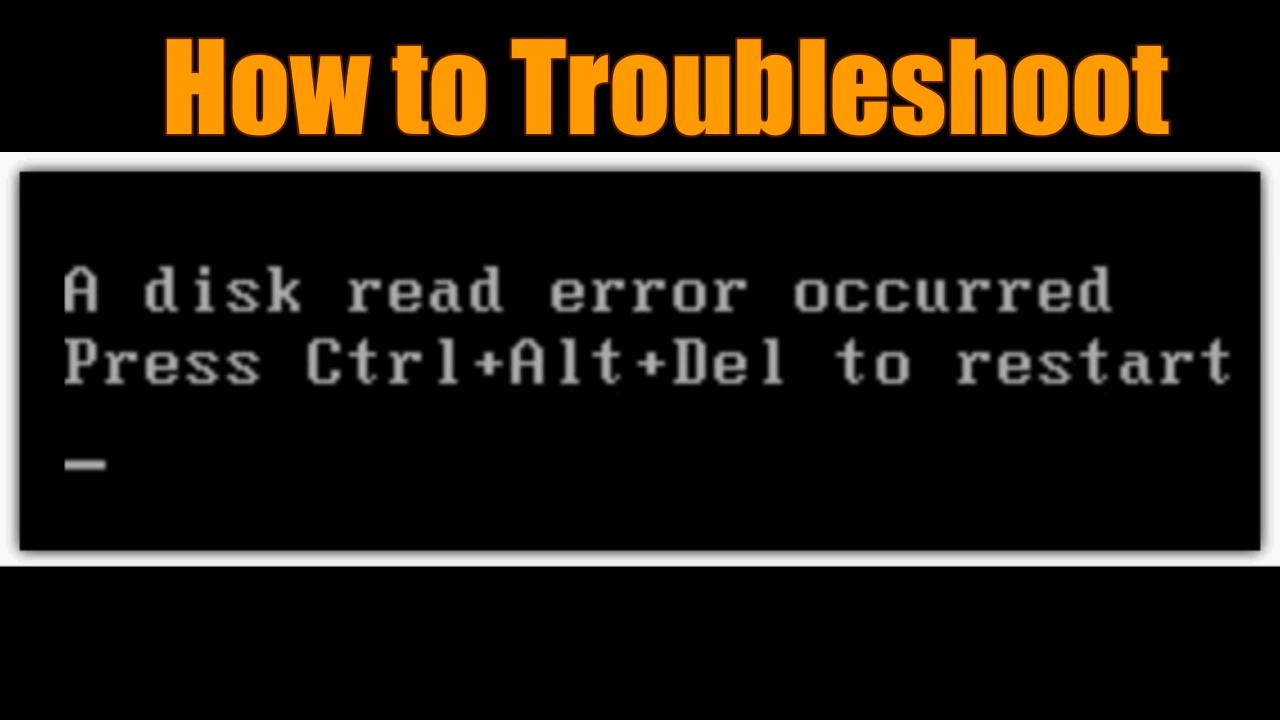 How to Troubleshoot
A disk read error occurred
Press Ctrl+Alt+Del to restart
_